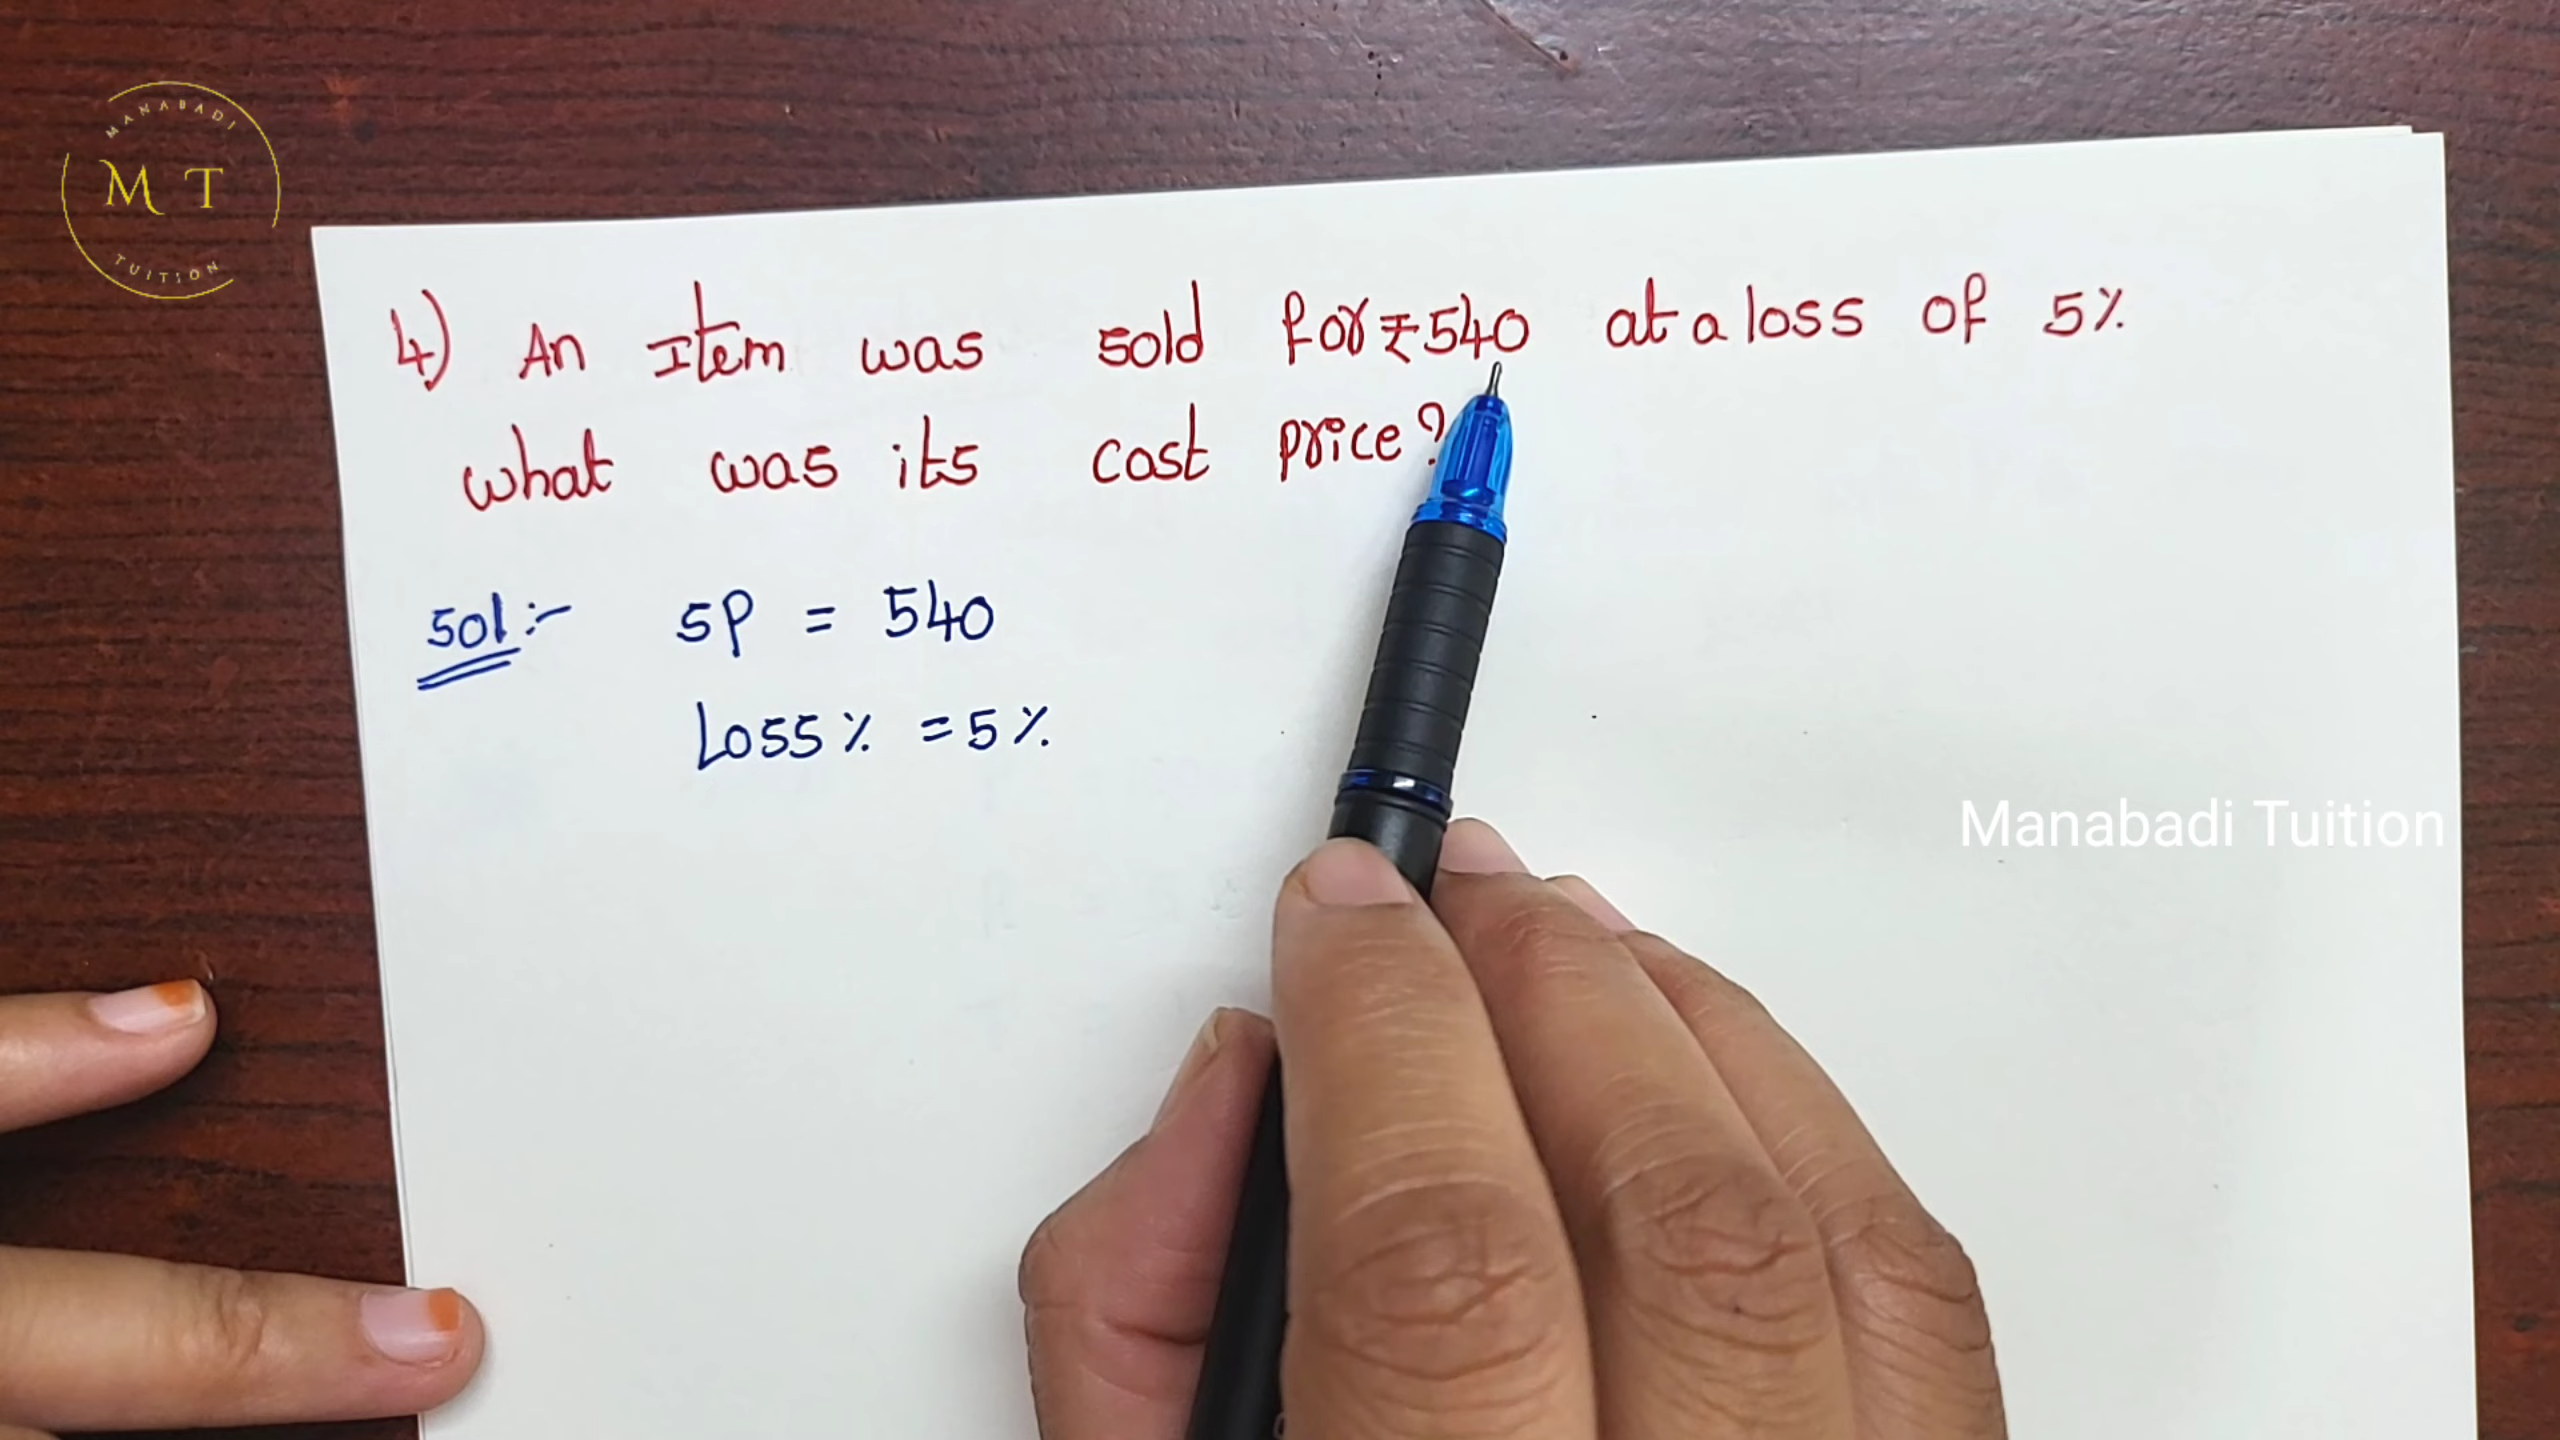 MANABADI
MT
TUITION
4) An Item was sold for ₹540 at a loss of 5%
what was its cost price?
Sol:- SP = 540
Loss% = 5%
Manabadi Tuition